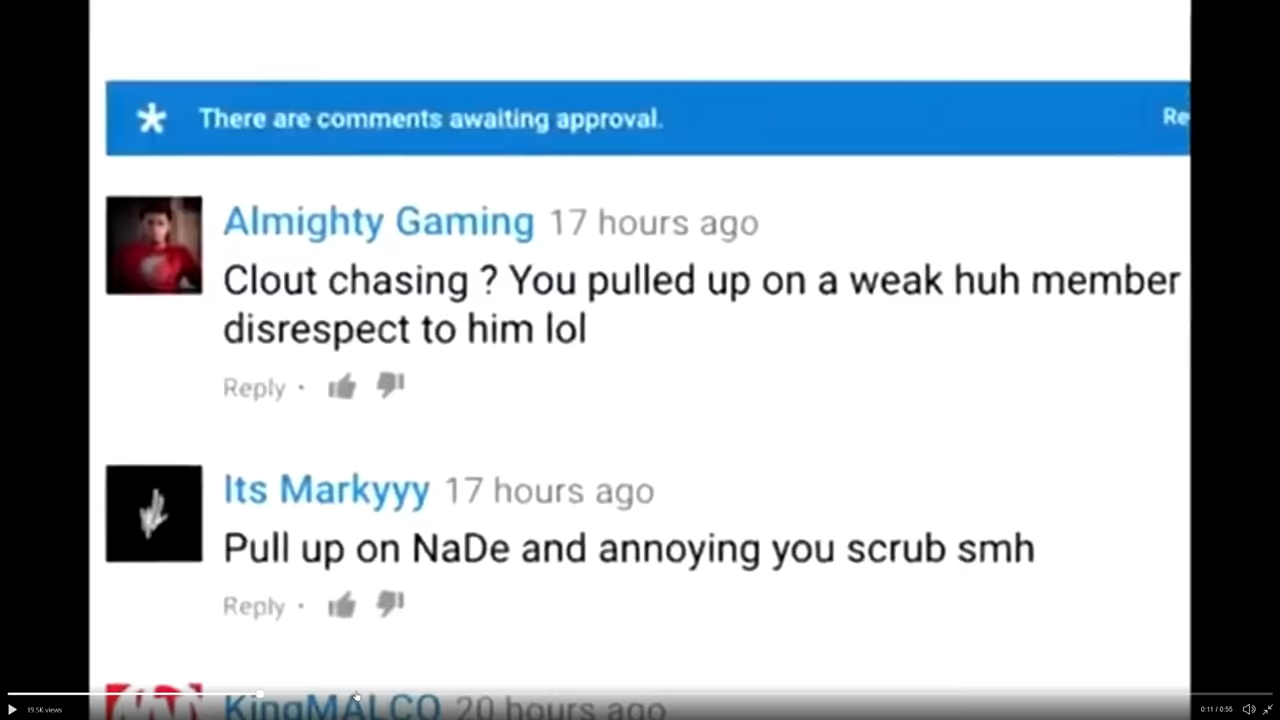 There are comments awaiting approval.
Re
Almighty Gaming 17 hours ago
Clout chasing ? You pulled up on a weak huh member
disrespect to him lol
Reply •
Its Markyyy 17 hours ago
Pull up on NaDe and annoying you scrub smh
Reply •
KingMALCO 20 hours ago
19.5K views
0:11 / 0:55